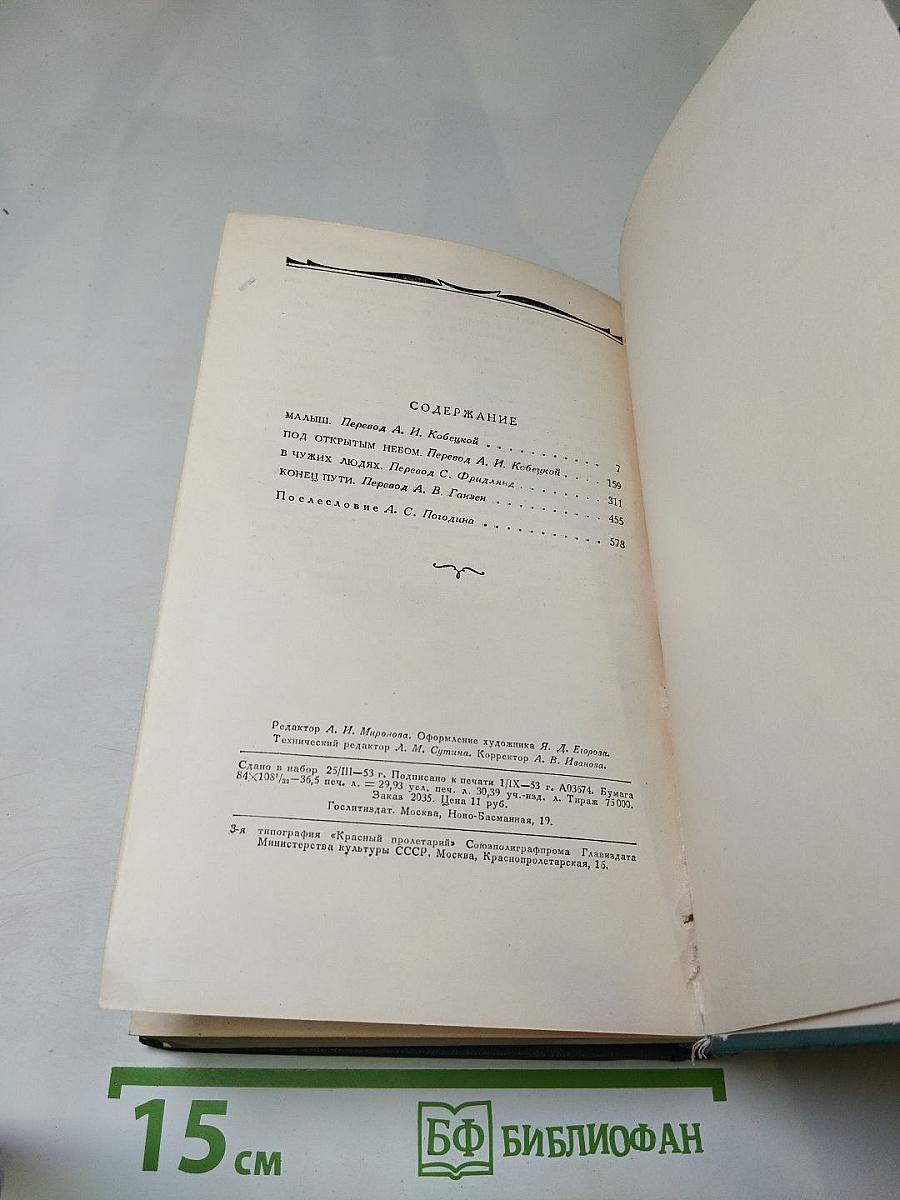 СОДЕРЖАНИЕ
МАЛЫШ. Перевод А. И. Кобецкой . . . . . . . . . . 7
ПОД ОТКРЫТЫМ НЕБОМ. Перевод А. И. Кобецкой . . . . 159
В ЧУЖИХ ЛЮДЯХ. Перевод С. Фридлянд . . . . . . . . 311
КОНЕЦ ПУТИ. Перевод А. В. Ганзен . . . . . . . . . . 455
Послесловие А. С. Погодина . . . . . . . . . . . 578
Редактор А. И. Миронова. Оформление художника Я. Д. Егорова.
Технический редактор Л. М. Сутина. Корректор А. В. Иванова.
Сдано в набор 25/III—53 г. Подписано к печати 1/IX—53 г. А03674. Бумага
84×108¹/₃₂—36,5 печ. л. = 29,93 усл. печ. л. 30,39 уч.-изд. л. Тираж 75 000.
Заказ 2035. Цена 11 руб.
Гослитиздат. Москва, Ново-Басманная, 19.
3-я типография «Красный пролетарий» Союзполиграфпрома Главиздата
Министерства культуры СССР, Москва, Краснопролетарская, 16.
15 см
БФ БИБЛИОФАН